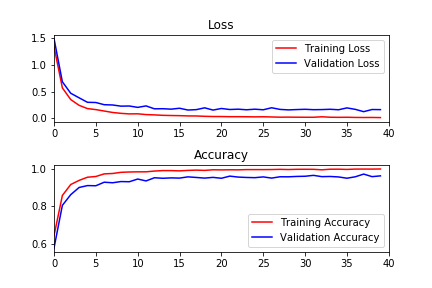 Loss
1.5
1.0
0.5
0.0
Training Loss
Validation Loss
0 5 10 15 20 25 30 35 40
Accuracy
1.0
0.8
0.6
Training Accuracy
Validation Accuracy
0 5 10 15 20 25 30 35 40